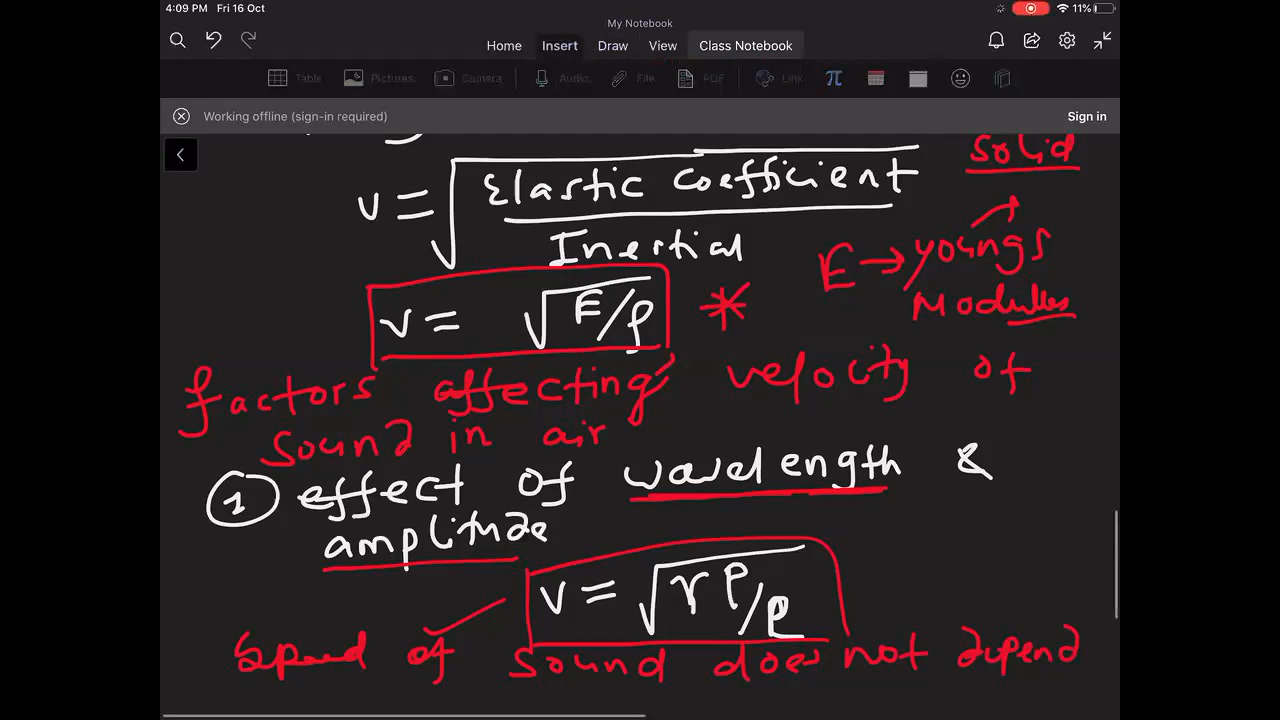 4:09 PM Fri 16 Oct
11%
My Notebook
Home Insert Draw View Class Notebook
Table Pictures Camera Audio File PDF Link π
Working offline (sign-in required) Sign in
solid
v = √ Elastic Coefficient
Inertial
E → youngs
Modulus
v = √E/ρ *
factors affecting velocity of
sound in air
1 effect of wavelength &
amplitude
v = √γP/ρ
Speed of sound does not depend